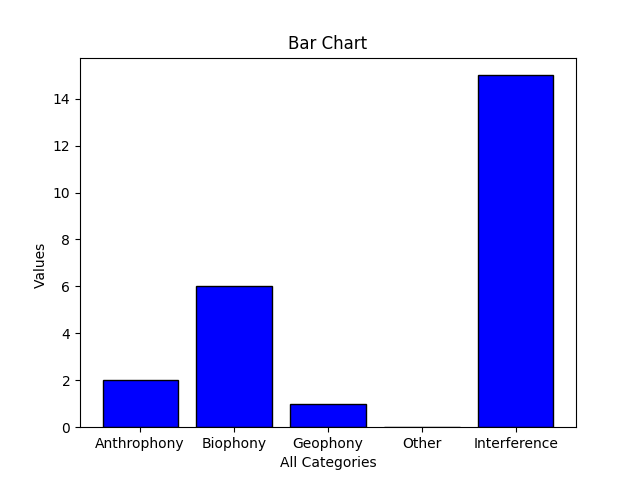 Bar Chart
Values
14
12
10
8
6
4
2
0
Anthrophony Biophony Geophony Other Interference
All Categories